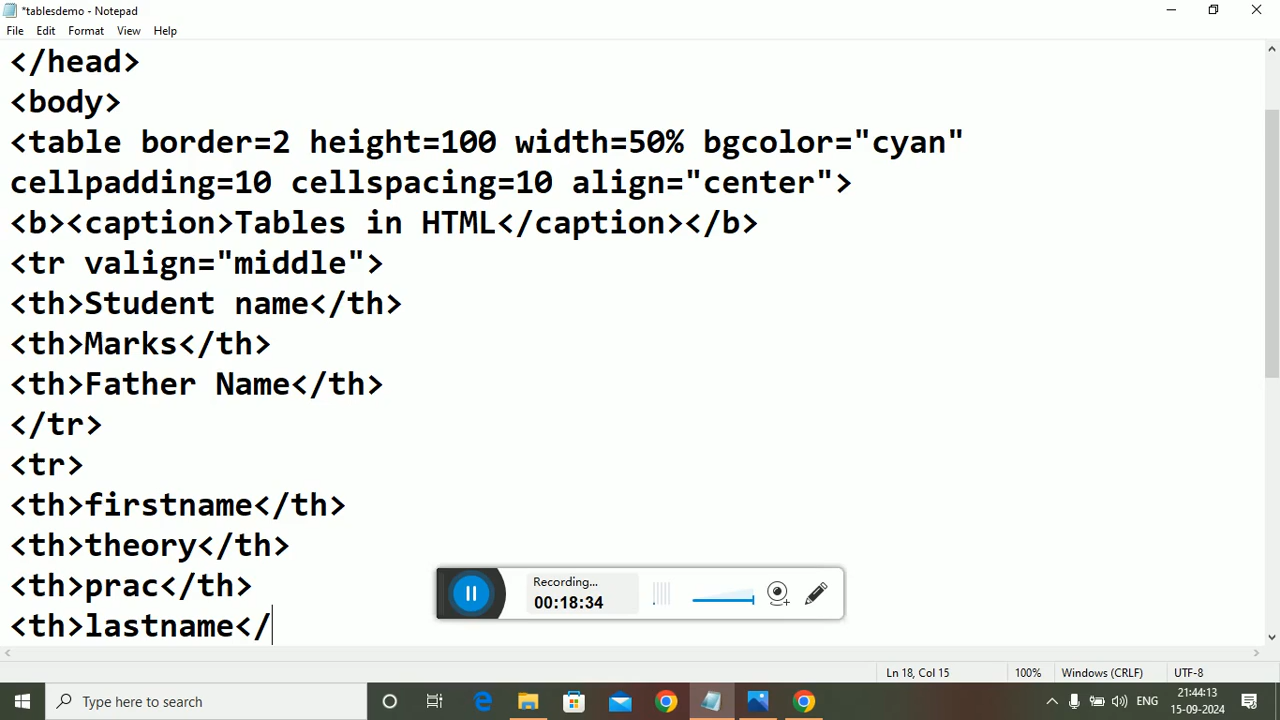 *tablesdemo - Notepad
File Edit Format View Help
</head>
<body>
<table border=2 height=100 width=50% bgcolor="cyan"
cellpadding=10 cellspacing=10 align="center">
<b><caption>Tables in HTML</caption></b>
<tr valign="middle">
<th>Student name</th>
<th>Marks</th>
<th>Father Name</th>
</tr>
<tr>
<th>firstname</th>
<th>theory</th>
<th>prac</th>
<th>lastname</
Recording...
00:18:34
Ln 18, Col 15 100% Windows (CRLF) UTF-8
Type here to search
ENG
21:44:13
15-09-2024